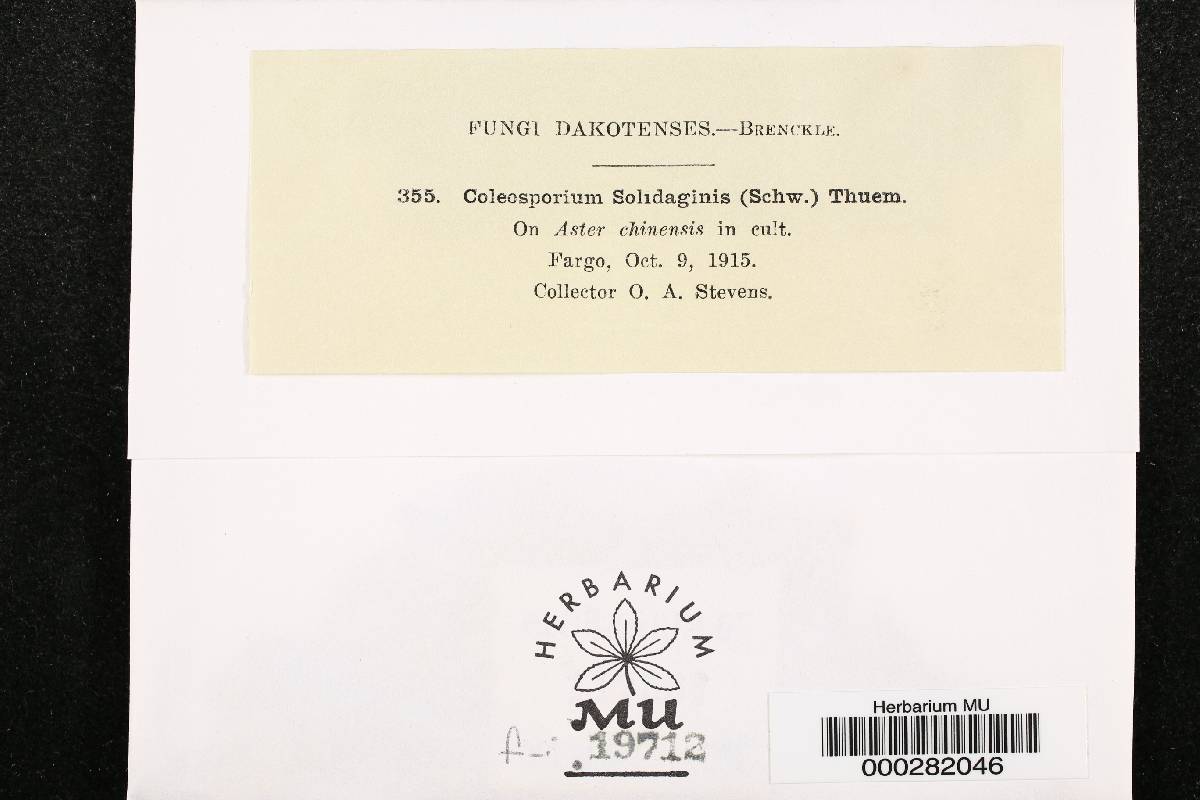 FUNGI DAKOTENSES.—BRENCKLE.
355. Coleosporium Solidaginis (Schw.) Thuem.
On Aster chinensis in cult.
Fargo, Oct. 9, 1915.
Collector O. A. Stevens.
HERBARIUM
MU
19712
Herbarium MU
000282046